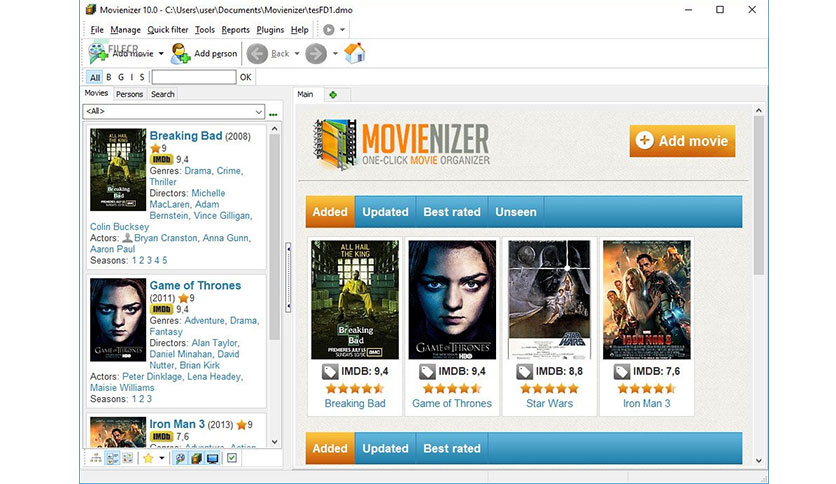 Movienizer 10.0 - C:\Users\user\Documents\Movienizer\tesFD1.dmo
File Manage Quick filter Tools Reports Plugins Help
FILECR
Add movie Add person Back
All B G I S OK
Movies Persons Search
<All>
Breaking Bad (2008)
9
IMDb 9,4
Genres: Drama, Crime,
Thriller
Directors: Michelle
MacLaren, Adam
Bernstein, Vince Gilligan,
Colin Bucksey
Actors: Bryan Cranston, Anna Gunn,
Aaron Paul
Seasons: 1 2 3 4 5
Game of Thrones
(2011) 9
IMDb 9,4
Genres: Adventure, Drama,
Fantasy
Directors: Alan Taylor,
Daniel Minahan, David
Nutter, Brian Kirk
Actors: Peter Dinklage, Lena Headey,
Maisie Williams
Seasons: 1 2 3
Iron Man 3 (2013) 9
IMDb 7,6
Genres: Adventure, Action
Main
MOVIENIZER
ONE-CLICK MOVIE ORGANIZER
Add movie
Added Updated Best rated Unseen
ALL HAIL
THE KING
Breaking
Bad
PREMIERES JULY 15
SUNDAYS 10/9C AMC
GAME OF THRONES
HBO
STAR
WARS
IRON MAN 3
IMDB: 9,4 IMDB: 9,4 IMDB: 8,8 IMDB: 7,6
Breaking Bad Game of Thrones Star Wars Iron Man 3
Added Updated Best rated